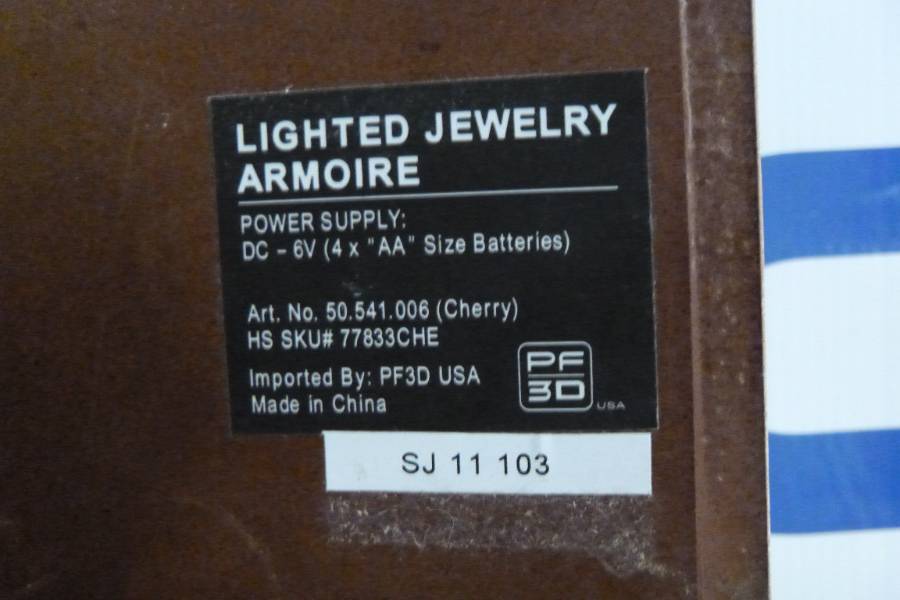 LIGHTED JEWELRY
ARMOIRE
POWER SUPPLY:
DC – 6V (4 x "AA" Size Batteries)
Art. No. 50.541.006 (Cherry)
HS SKU# 77833CHE
Imported By: PF3D USA
Made in China
PF
3D
USA
SJ 11 103